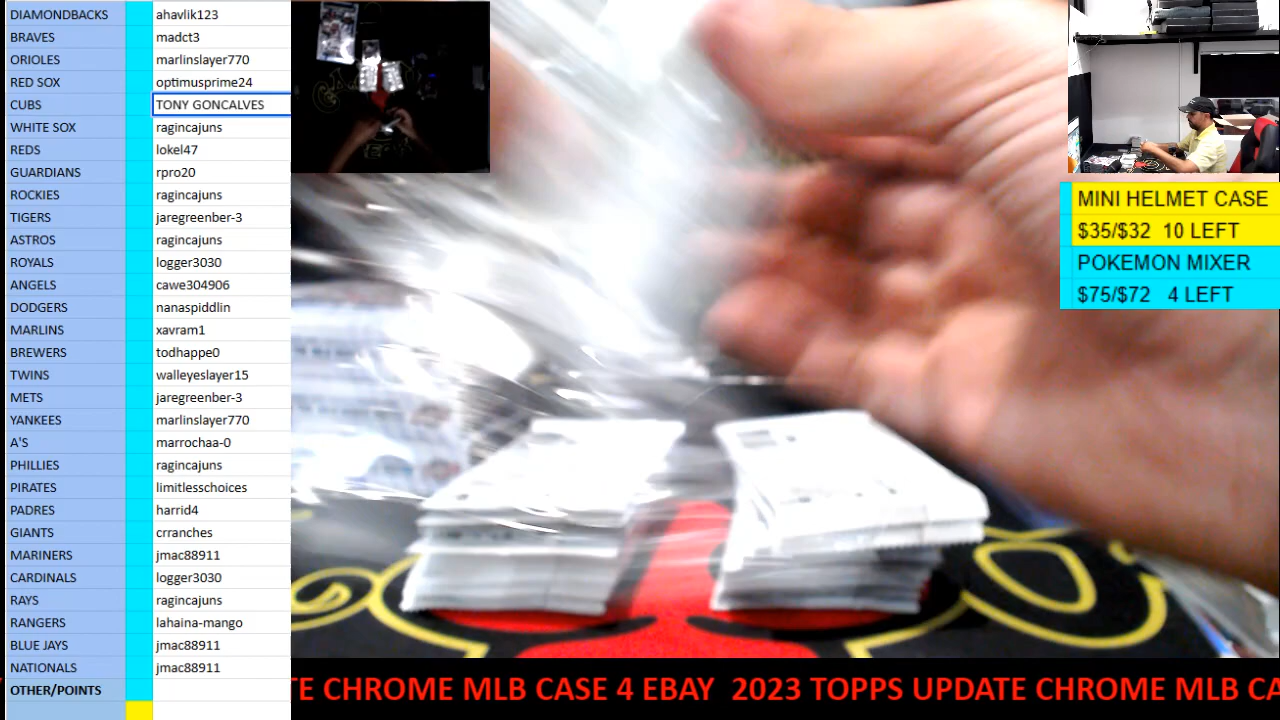 DIAMONDBACKS ahavlik123
BRAVES madct3
ORIOLES marlinslayer770
RED SOX optimusprime24
CUBS TONY GONCALVES
WHITE SOX ragincajuns
REDS lokel47
GUARDIANS rpro20
ROCKIES ragincajuns
TIGERS jaregreenber-3
ASTROS ragincajuns
ROYALS logger3030
ANGELS cawe304906
DODGERS nanaspiddlin
MARLINS xavram1
BREWERS todhappe0
TWINS walleyeslayer15
METS jaregreenber-3
YANKEES marlinslayer770
A'S marrochaa-0
PHILLIES ragincajuns
PIRATES limitlesschoices
PADRES harrid4
GIANTS crranches
MARINERS jmac88911
CARDINALS logger3030
RAYS ragincajuns
RANGERS lahaina-mango
BLUE JAYS jmac88911
NATIONALS jmac88911
OTHER/POINTS
MINI HELMET CASE
$35/$32 10 LEFT
POKEMON MIXER
$75/$72 4 LEFT
TE CHROME MLB CASE 4 EBAY 2023 TOPPS UPDATE CHROME MLB CA